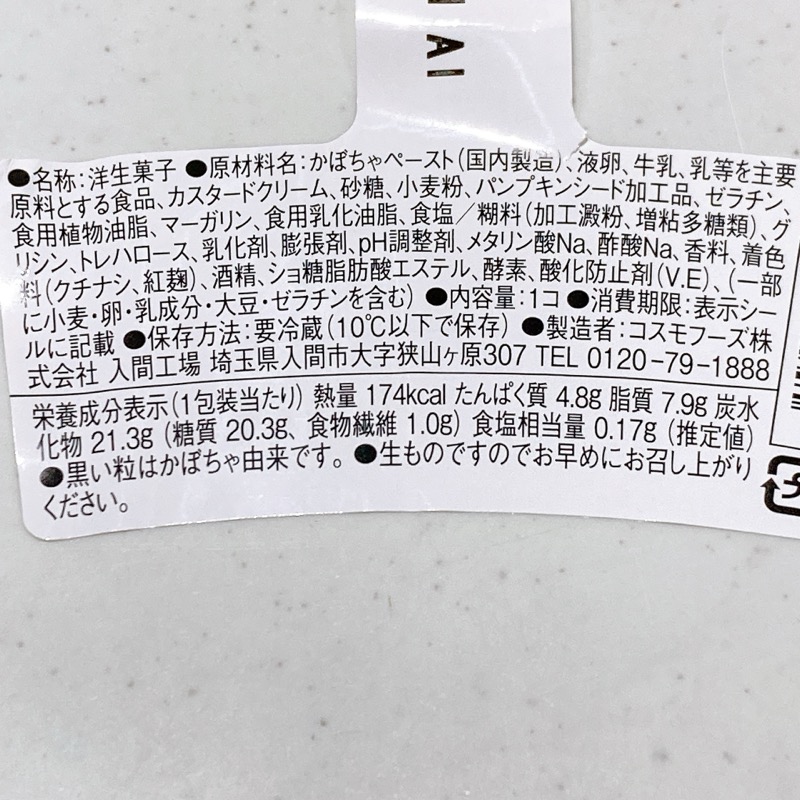 NAI
●名称:洋生菓子 ●原材料名:かぼちゃペースト(国内製造)、液卵、牛乳、乳等を主要
原料とする食品、カスタードクリーム、砂糖、小麦粉、パンプキンシード加工品、ゼラチン、
食用植物油脂、マーガリン、食用乳化油脂、食塩/糊料(加工澱粉、増粘多糖類)、グ
リシン、トレハロース、乳化剤、膨張剤、pH調整剤、メタリン酸Na、酢酸Na、香料、着色
料(クチナシ、紅麹)、酒精、ショ糖脂肪酸エステル、酵素、酸化防止剤(V.E)、(一部
に小麦・卵・乳成分・大豆・ゼラチンを含む) ●内容量:1コ ●消費期限:表示シー
ルに記載 ●保存方法:要冷蔵(10℃以下で保存) ●製造者:コスモフーズ株
式会社 入間工場 埼玉県入間市大字狭山ヶ原307 TEL 0120-79-1888
栄養成分表示(1包装当たり) 熱量 174kcal たんぱく質 4.8g 脂質 7.9g 炭水
化物 21.3g (糖質 20.3g、食物繊維 1.0g) 食塩相当量 0.17g (推定値)
●黒い粒はかぼちゃ由来です。●生ものですのでお早めにお召し上がり
ください。